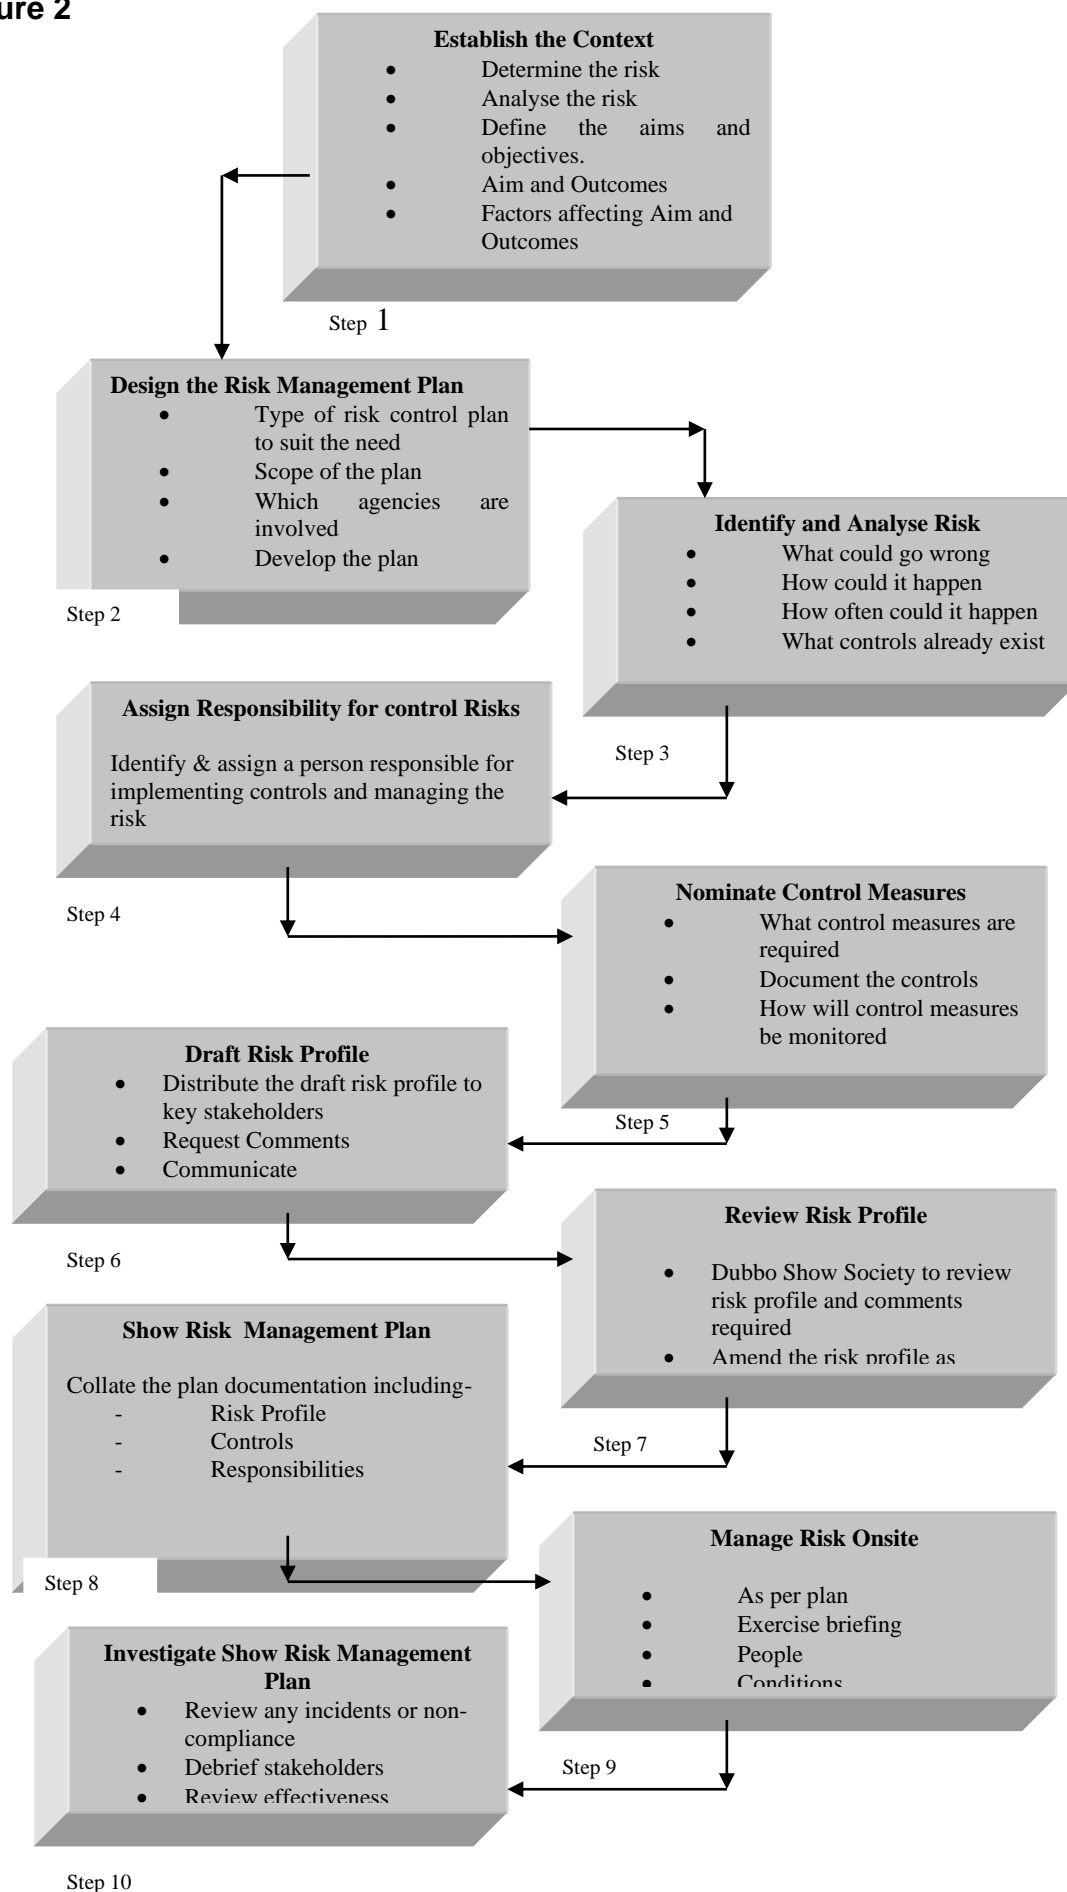 ure 2
Establish the Context
• Determine the risk
• Analyse the risk
• Define the aims and
objectives.
• Aim and Outcomes
• Factors affecting Aim and
Outcomes
Step 1
Design the Risk Management Plan
• Type of risk control plan
to suit the need
• Scope of the plan
• Which agencies are
involved
• Develop the plan
Step 2
Identify and Analyse Risk
• What could go wrong
• How could it happen
• How often could it happen
• What controls already exist
Step 3
Assign Responsibility for control Risks
Identify & assign a person responsible for
implementing controls and managing the
risk
Step 4
Nominate Control Measures
• What control measures are
required
• Document the controls
• How will control measures
be monitored
Step 5
Draft Risk Profile
• Distribute the draft risk profile to
key stakeholders
• Request Comments
• Communicate
Step 6
Review Risk Profile
• Dubbo Show Society to review
risk profile and comments
required
• Amend the risk profile as
Step 7
Show Risk Management Plan
Collate the plan documentation including-
- Risk Profile
- Controls
- Responsibilities
Step 8
Manage Risk Onsite
• As per plan
• Exercise briefing
• People
• Conditions
Step 9
Investigate Show Risk Management
Plan
• Review any incidents or non-
compliance
• Debrief stakeholders
• Review effectiveness
Step 10